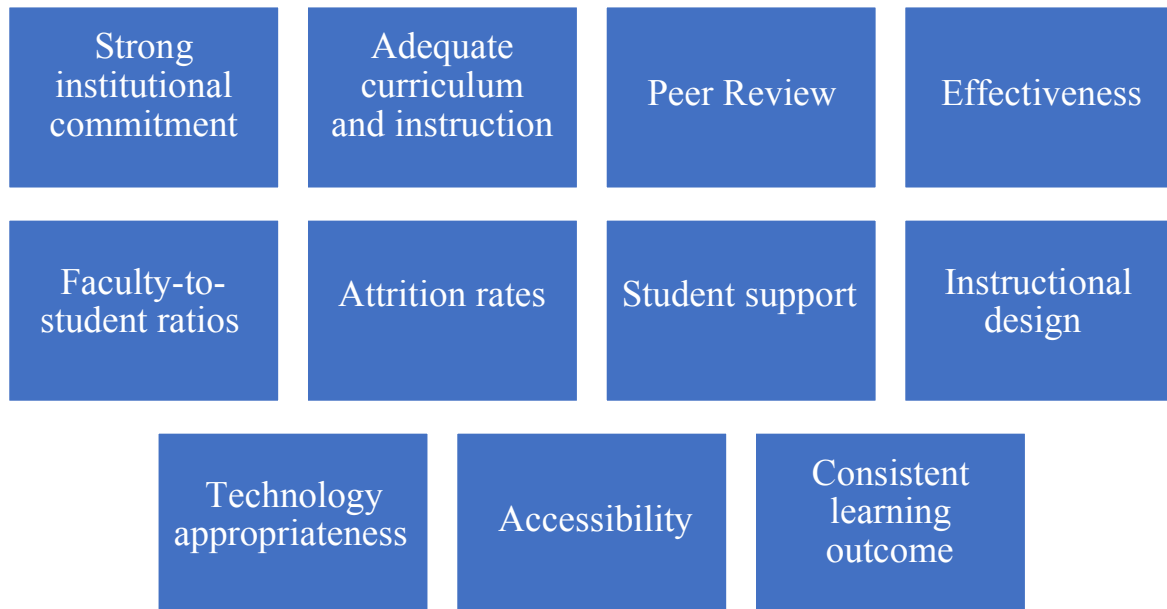 Strong
institutional
commitment
Adequate
curriculum
and instruction
Peer Review
Effectiveness
Faculty-to-
student ratios
Attrition rates
Student support
Instructional
design
Technology
appropriateness
Accessibility
Consistent
learning
outcome